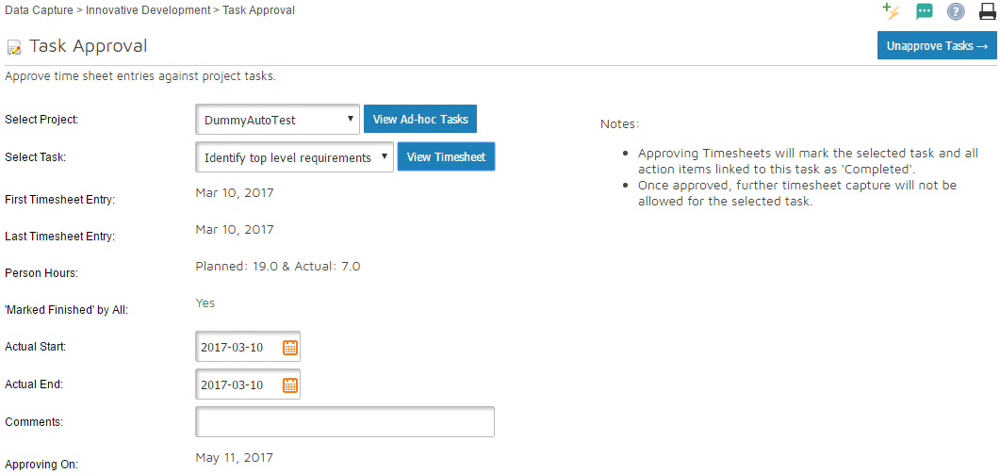 Data Capture > Innovative Development > Task Approval
Task Approval
Unapprove Tasks →
Approve time sheet entries against project tasks.
Select Project:
DummyAutoTest
View Ad-hoc Tasks
Select Task:
Identify top level requirements
View Timesheet
First Timesheet Entry:
Mar 10, 2017
Last Timesheet Entry:
Mar 10, 2017
Person Hours:
Planned: 19.0 & Actual: 7.0
'Marked Finished' by All:
Yes
Actual Start:
2017-03-10
Actual End:
2017-03-10
Comments:
Approving On:
May 11, 2017
Notes:
• Approving Timesheets will mark the selected task and all
action items linked to this task as 'Completed'.
• Once approved, further timesheet capture will not be
allowed for the selected task.